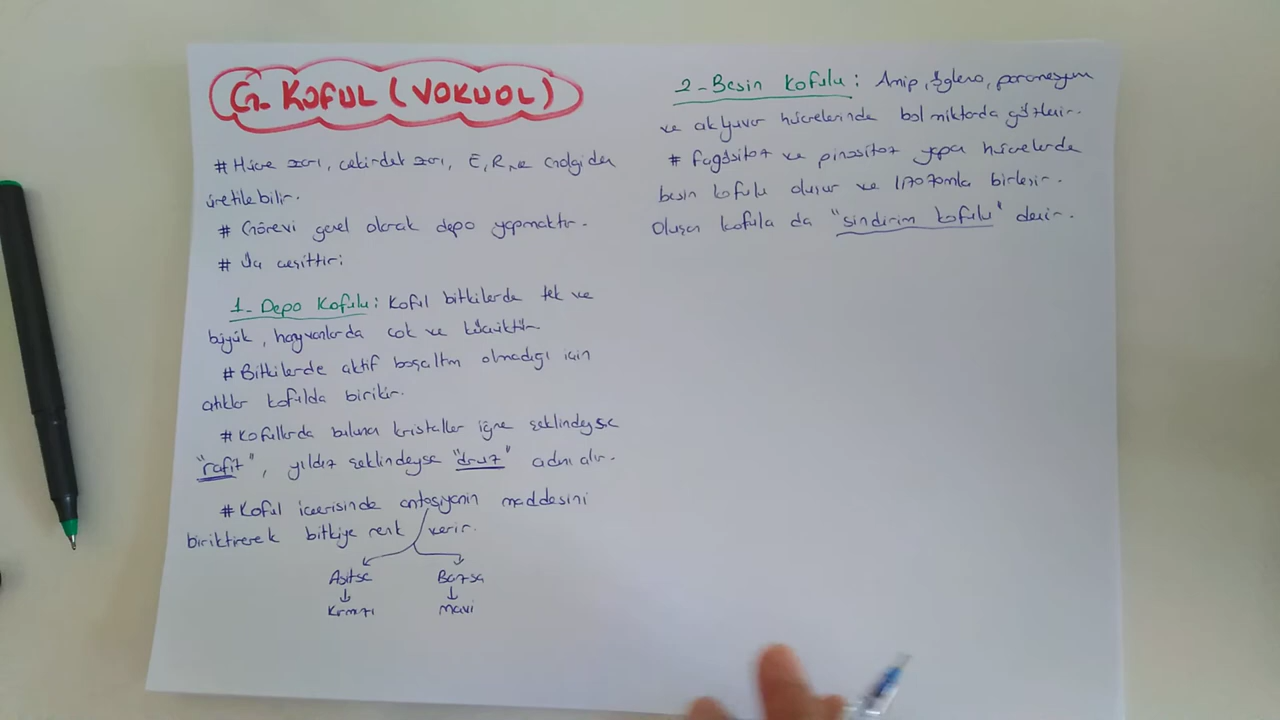 G. KOFUL (VOKUOL)
# Hücre zarı, çekirdek zarı, E,R, ve Golgiden
üretilebilir.
# Görevi genel olarak depo yapmaktır.
# Üç çeşittir;
1- Depo Kofulu: Koful bitkilerde tek ve
büyük, hayvanlarda çok ve küçüktür.
# Bitkilerde aktif boşaltım olmadığı için
atıklar kofulda birikir.
# Kofullarda bulunan kristaller iğne şeklindeyse
"rafit", yıldız şeklindeyse "druz" adını alır.
# Koful içerisinde antosiyanin maddesini
biriktirerek bitkiye renk verir.
Asitse Bazsa
Kırmızı Mavi
2- Besin Kofulu: Amip, öglena, paramesyum
ve akyuvar hücrelerinde bol miktarda gözlenir.
# Fagositoz ve pinositoz yapan hücrelerde
besin kofulu oluşur ve lizozomla birleşir.
Oluşan kofula da "sindirim kofulu" denir.